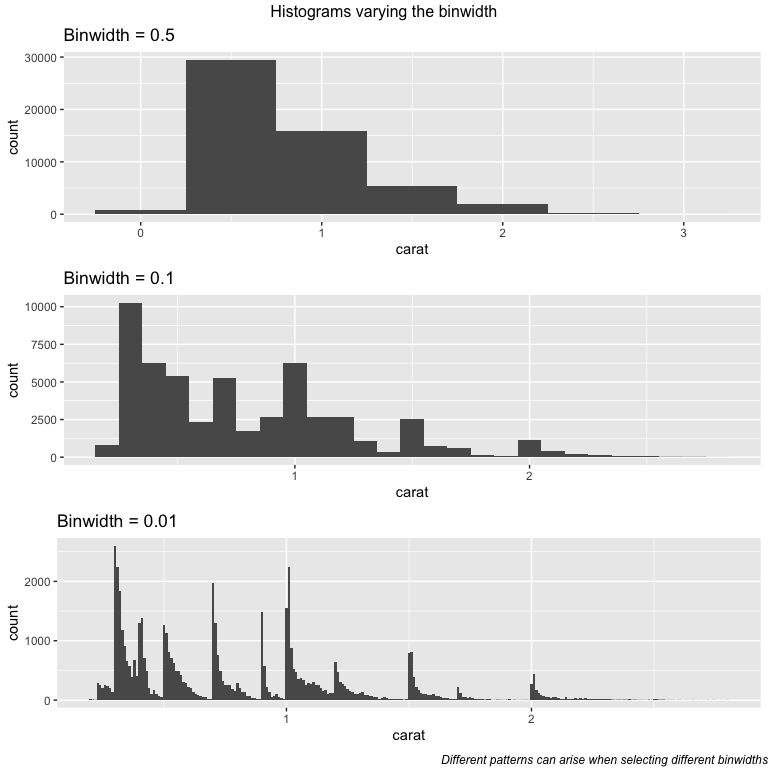 Histograms varying the binwidth
Binwidth = 0.5
30000
20000
10000
0
count
0 1 2 3
carat
Binwidth = 0.1
10000
7500
5000
2500
0
count
1 2
carat
Binwidth = 0.01
2000
1000
0
count
1 2
carat
Different patterns can arise when selecting different binwidths